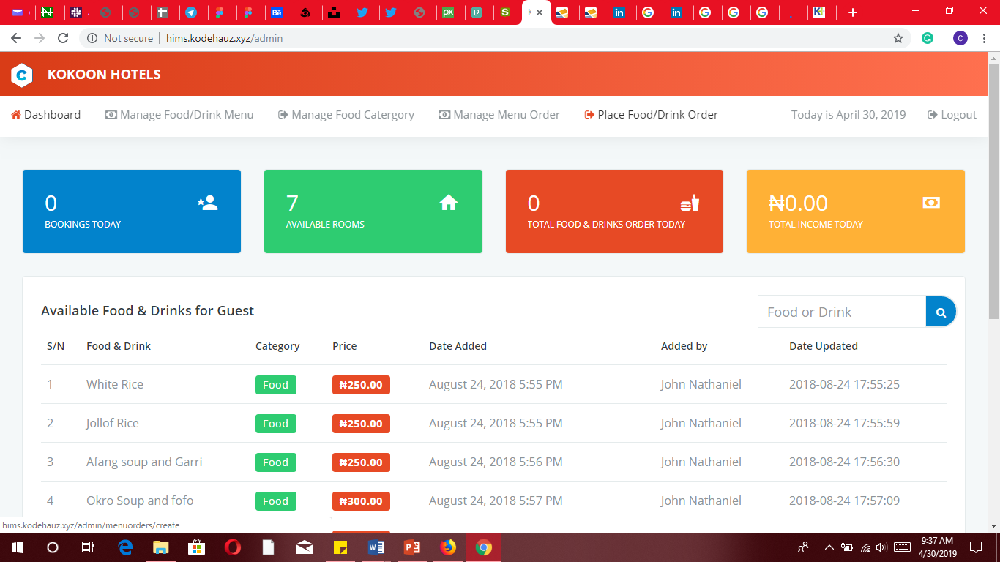 Not secure | hims.kodehauz.xyz/admin
C
KOKOON HOTELS
Dashboard Manage Food/Drink Menu Manage Food Catergory Manage Menu Order Place Food/Drink Order Today is April 30, 2019 Logout
0 7 0 ₦0.00
BOOKINGS TODAY AVAILABLE ROOMS TOTAL FOOD & DRINKS ORDER TODAY TOTAL INCOME TODAY
Available Food & Drinks for Guest Food or Drink
S/N Food & Drink Category Price Date Added Added by Date Updated
1 White Rice Food ₦250.00 August 24, 2018 5:55 PM John Nathaniel 2018-08-24 17:55:25
2 Jollof Rice Food ₦250.00 August 24, 2018 5:55 PM John Nathaniel 2018-08-24 17:55:59
3 Afang soup and Garri Food ₦250.00 August 24, 2018 5:56 PM John Nathaniel 2018-08-24 17:56:30
4 Okro Soup and fofo Food ₦300.00 August 24, 2018 5:57 PM John Nathaniel 2018-08-24 17:57:09
hims.kodehauz.xyz/admin/menuorders/create
9:37 AM
4/30/2019